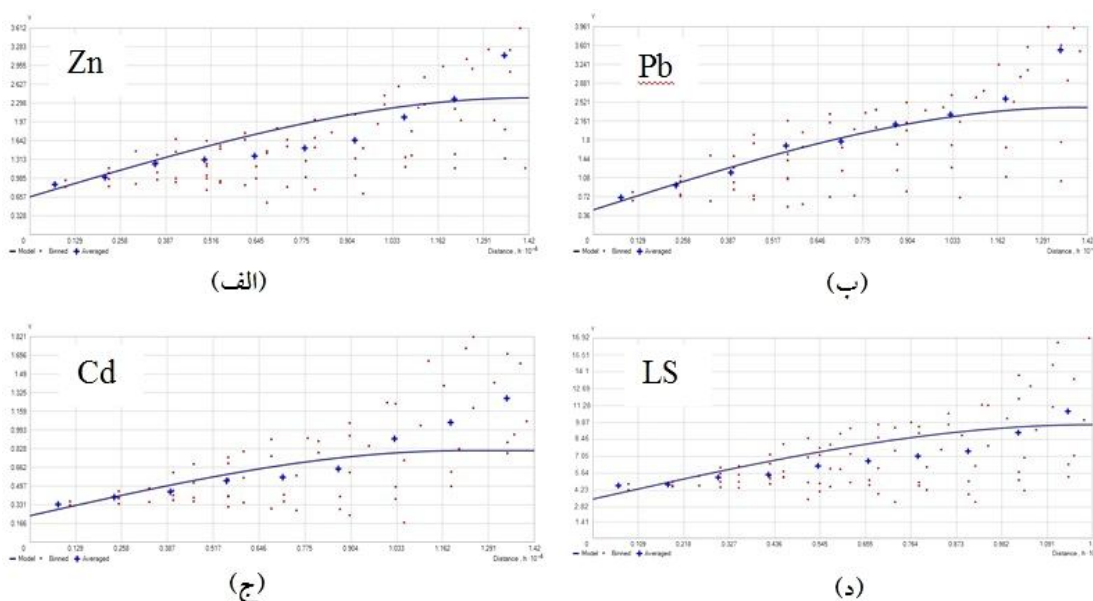 γ
3.612
3.283
2.955
2.627
2.298
1.97
1.642
1.313
0.985
0.657
0.328
Zn
0.129 0.258 0.387 0.516 0.645 0.775 0.904 1.033 1.162 1.291 1.42
Model Binned Averaged
(الف)
γ
3.961
3.601
3.241
2.881
2.521
2.161
1.8
1.44
1.08
0.72
0.36
Pb
0.129 0.258 0.387 0.517 0.646 0.775 0.904 1.033 1.162 1.291 1.42
Model Binned Averaged
(ب)
γ
1.821
1.656
1.49
1.325
1.159
0.993
0.828
0.662
0.497
0.331
0.166
Cd
0.129 0.258 0.387 0.517 0.646 0.775 0.904 1.033 1.162 1.291 1.42
Model Binned Averaged
(ج)
γ
16.92
15.51
14.1
12.69
11.28
9.87
8.46
7.05
5.64
4.23
2.82
1.41
LS
0.109 0.218 0.327 0.436 0.545 0.655 0.764 0.873 0.982 1.091
Model Binned Averaged
(د)